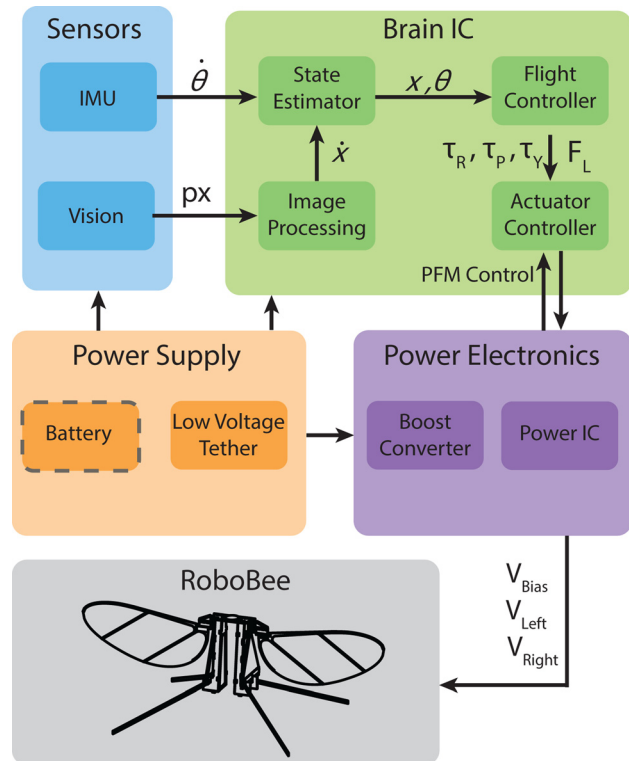 Sensors
Brain IC
IMU
θ̇
State
Estimator
x,θ
Flight
Controller
ẋ
τR, τP, τY
FL
Vision
px
Image
Processing
Actuator
Controller
PFM Control
Power Supply
Power Electronics
Battery
Low Voltage
Tether
Boost
Converter
Power IC
RoboBee
VBias
VLeft
VRight